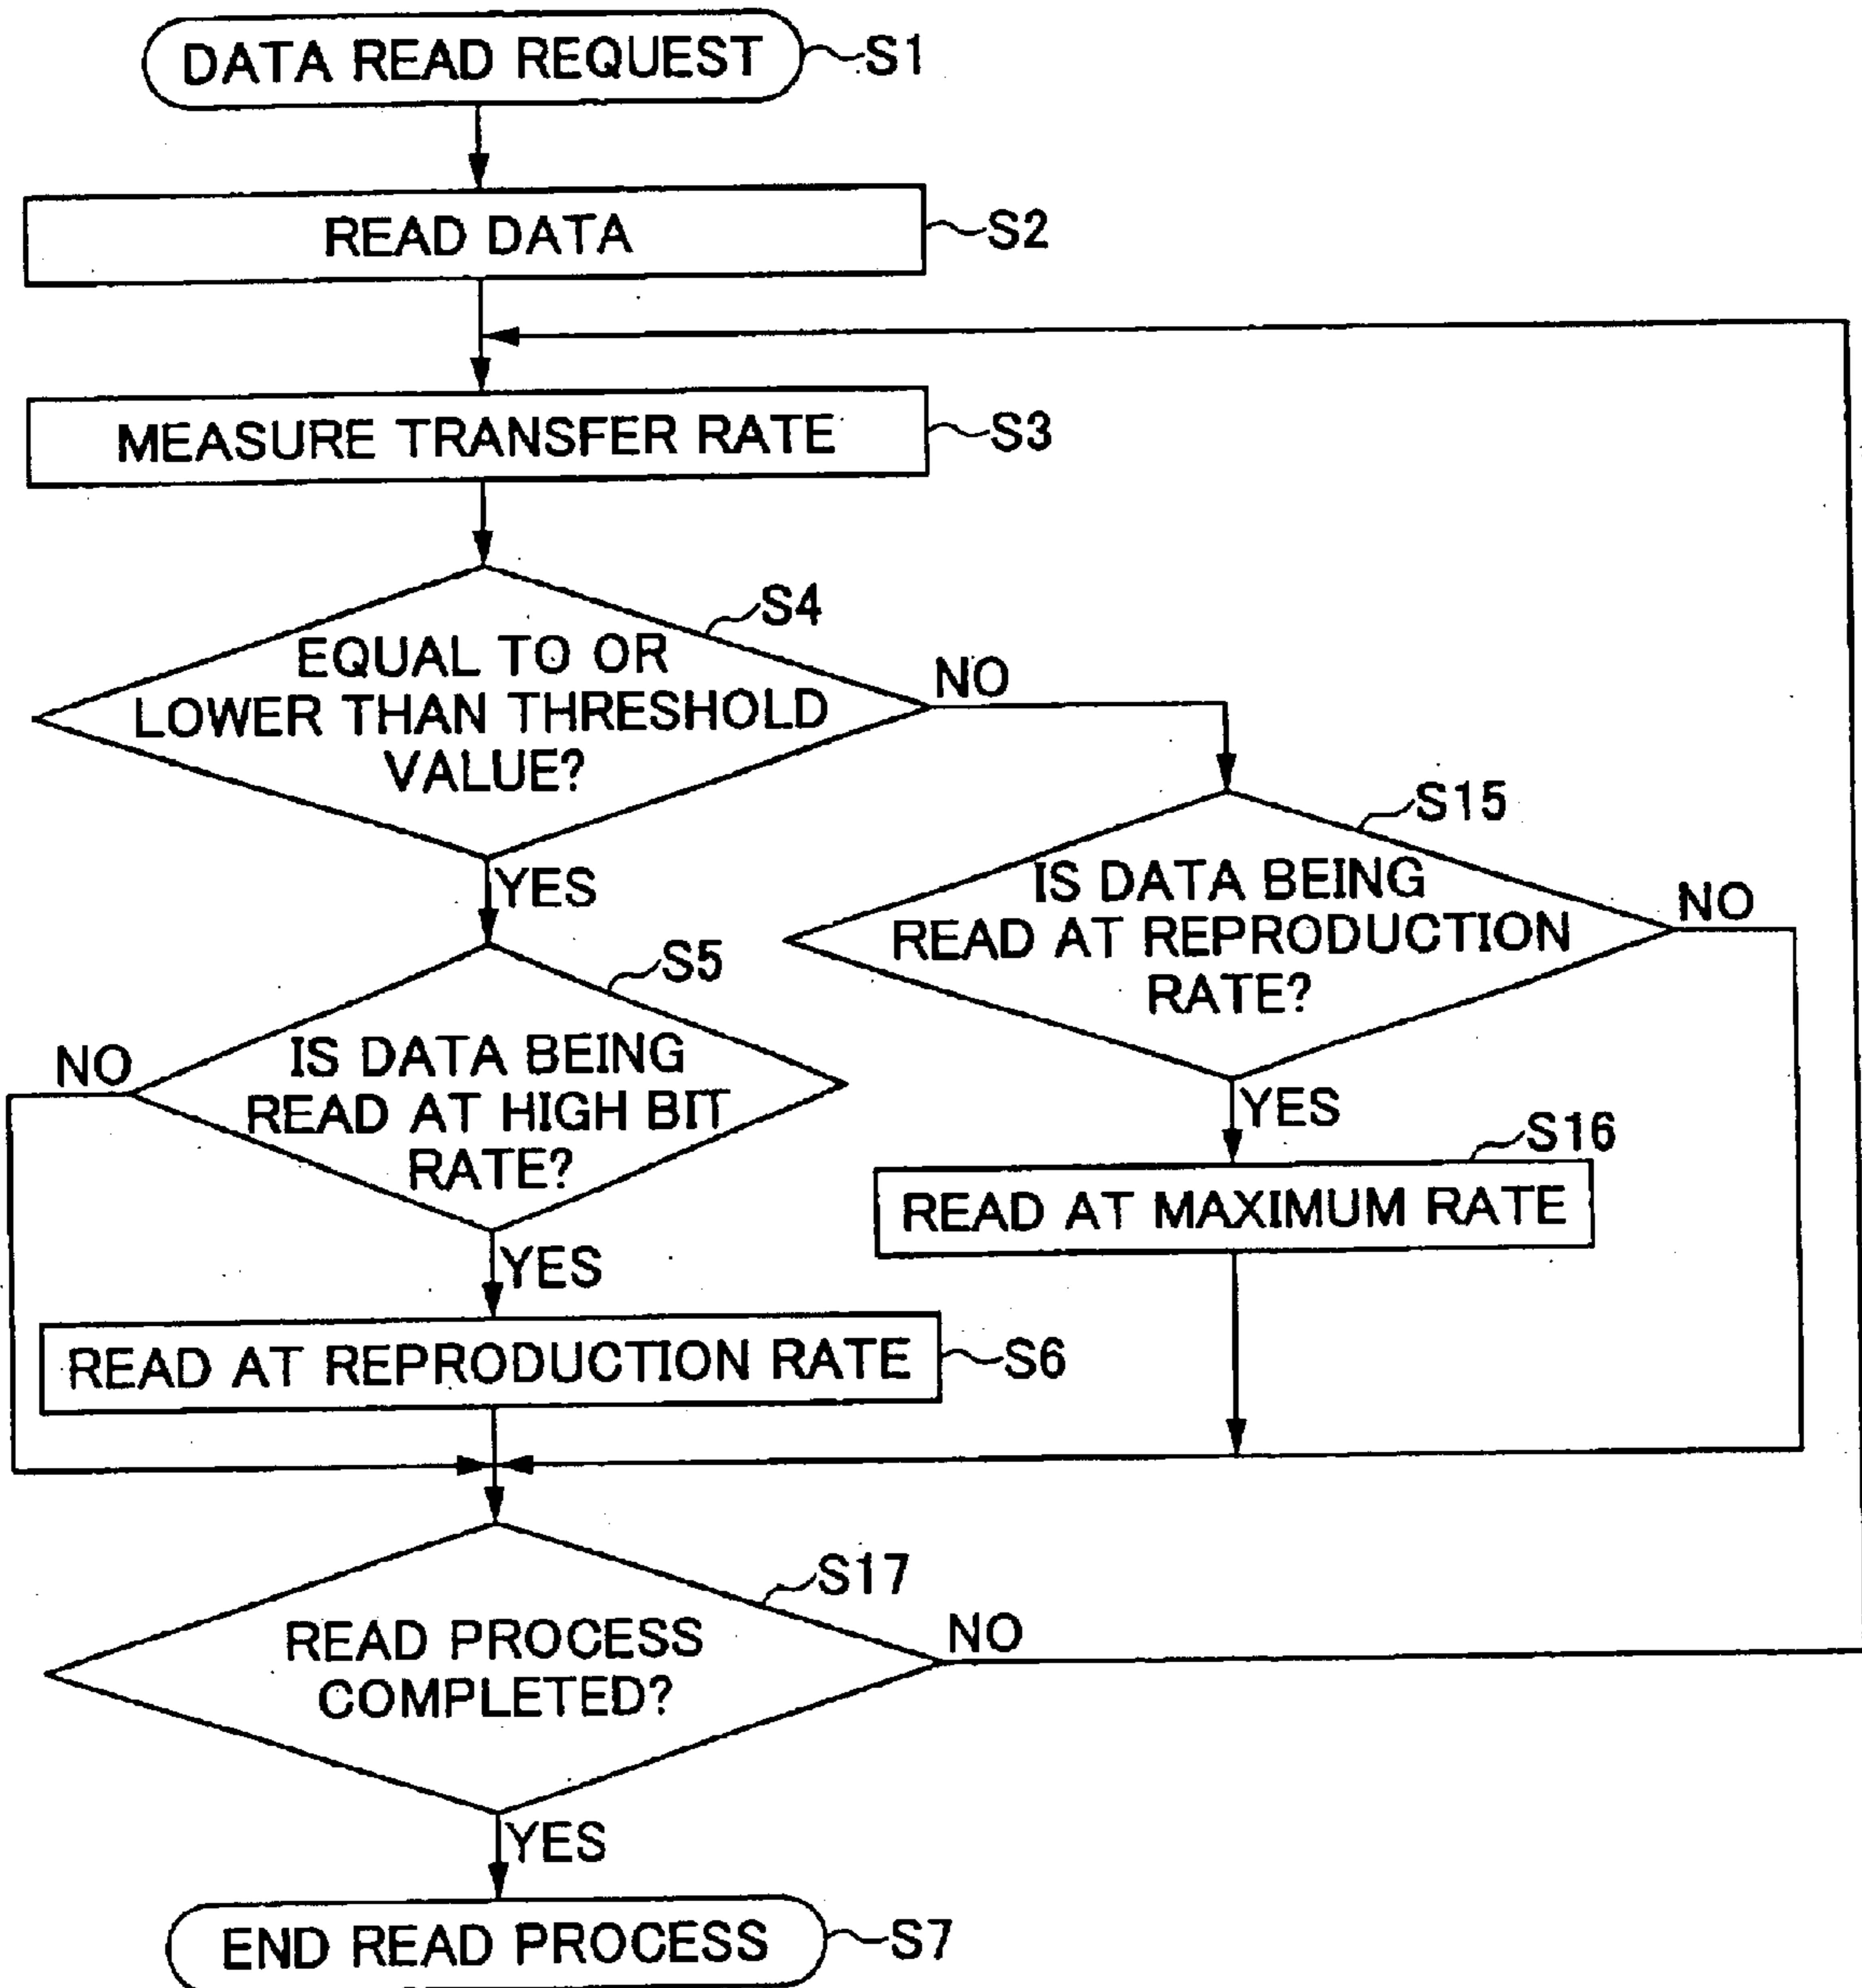 DATA READ REQUEST
S1
READ DATA
S2
MEASURE TRANSFER RATE
S3
S4
EQUAL TO OR
LOWER THAN THRESHOLD
VALUE?
NO
YES
S15
IS DATA BEING
READ AT REPRODUCTION
RATE?
NO
YES
S5
IS DATA BEING
READ AT HIGH BIT
RATE?
NO
YES
S16
READ AT MAXIMUM RATE
READ AT REPRODUCTION RATE
S6
S17
READ PROCESS
COMPLETED?
NO
YES
END READ PROCESS
S7